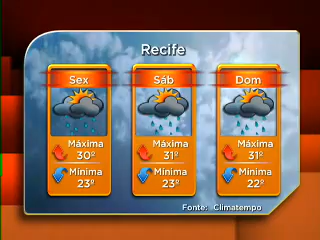 Recife
Sex Sáb Dom
Máxima Máxima Máxima
30º 31º 31º
Mínima Mínima Mínima
23º 23º 22º
Fonte: Climatempo